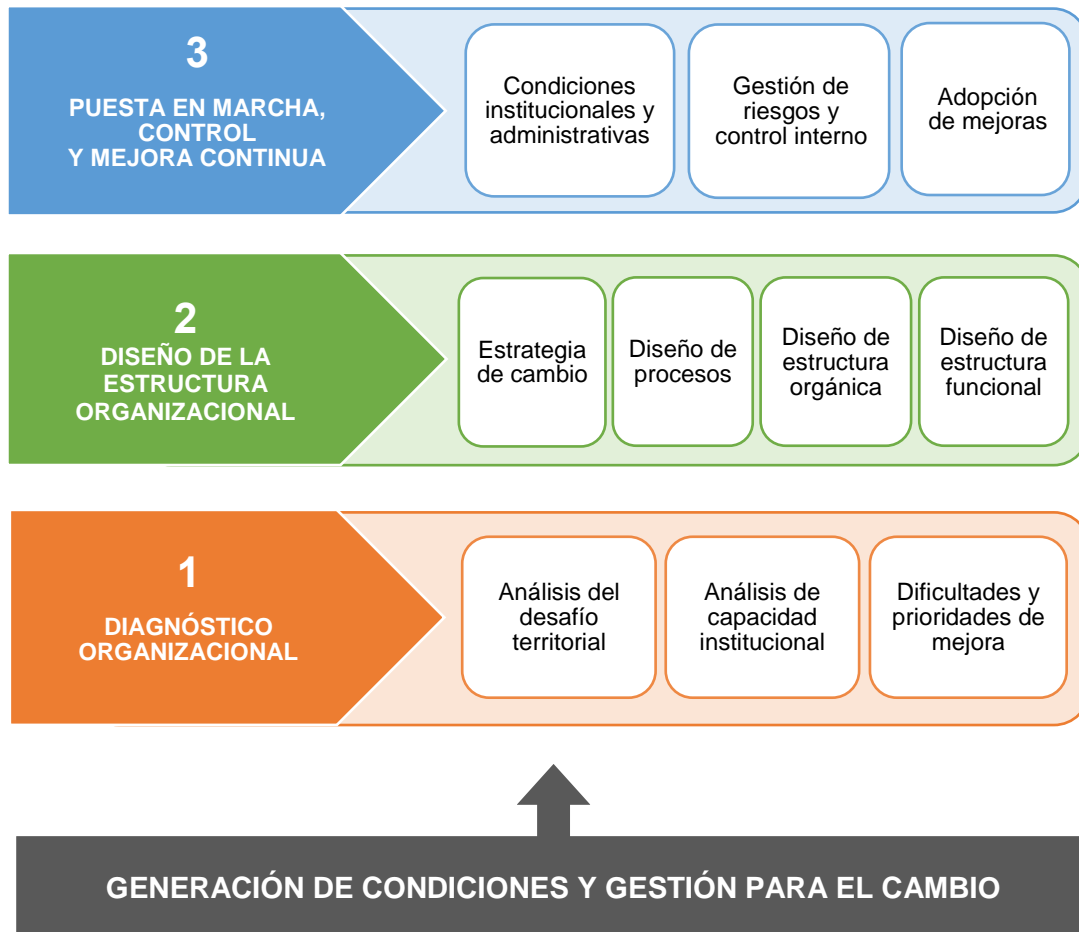 3
PUESTA EN MARCHA,
CONTROL
Y MEJORA CONTINUA
Condiciones
institucionales y
administrativas
Gestión de
riesgos y
control interno
Adopción
de mejoras
2
DISEÑO DE LA
ESTRUCTURA
ORGANIZACIONAL
Estrategia
de cambio
Diseño de
procesos
Diseño de
estructura
orgánica
Diseño de
estructura
funcional
1
DIAGNÓSTICO
ORGANIZACIONAL
Análisis del
desafío
territorial
Análisis de
capacidad
institucional
Dificultades y
prioridades de
mejora
GENERACIÓN DE CONDICIONES Y GESTIÓN PARA EL CAMBIO